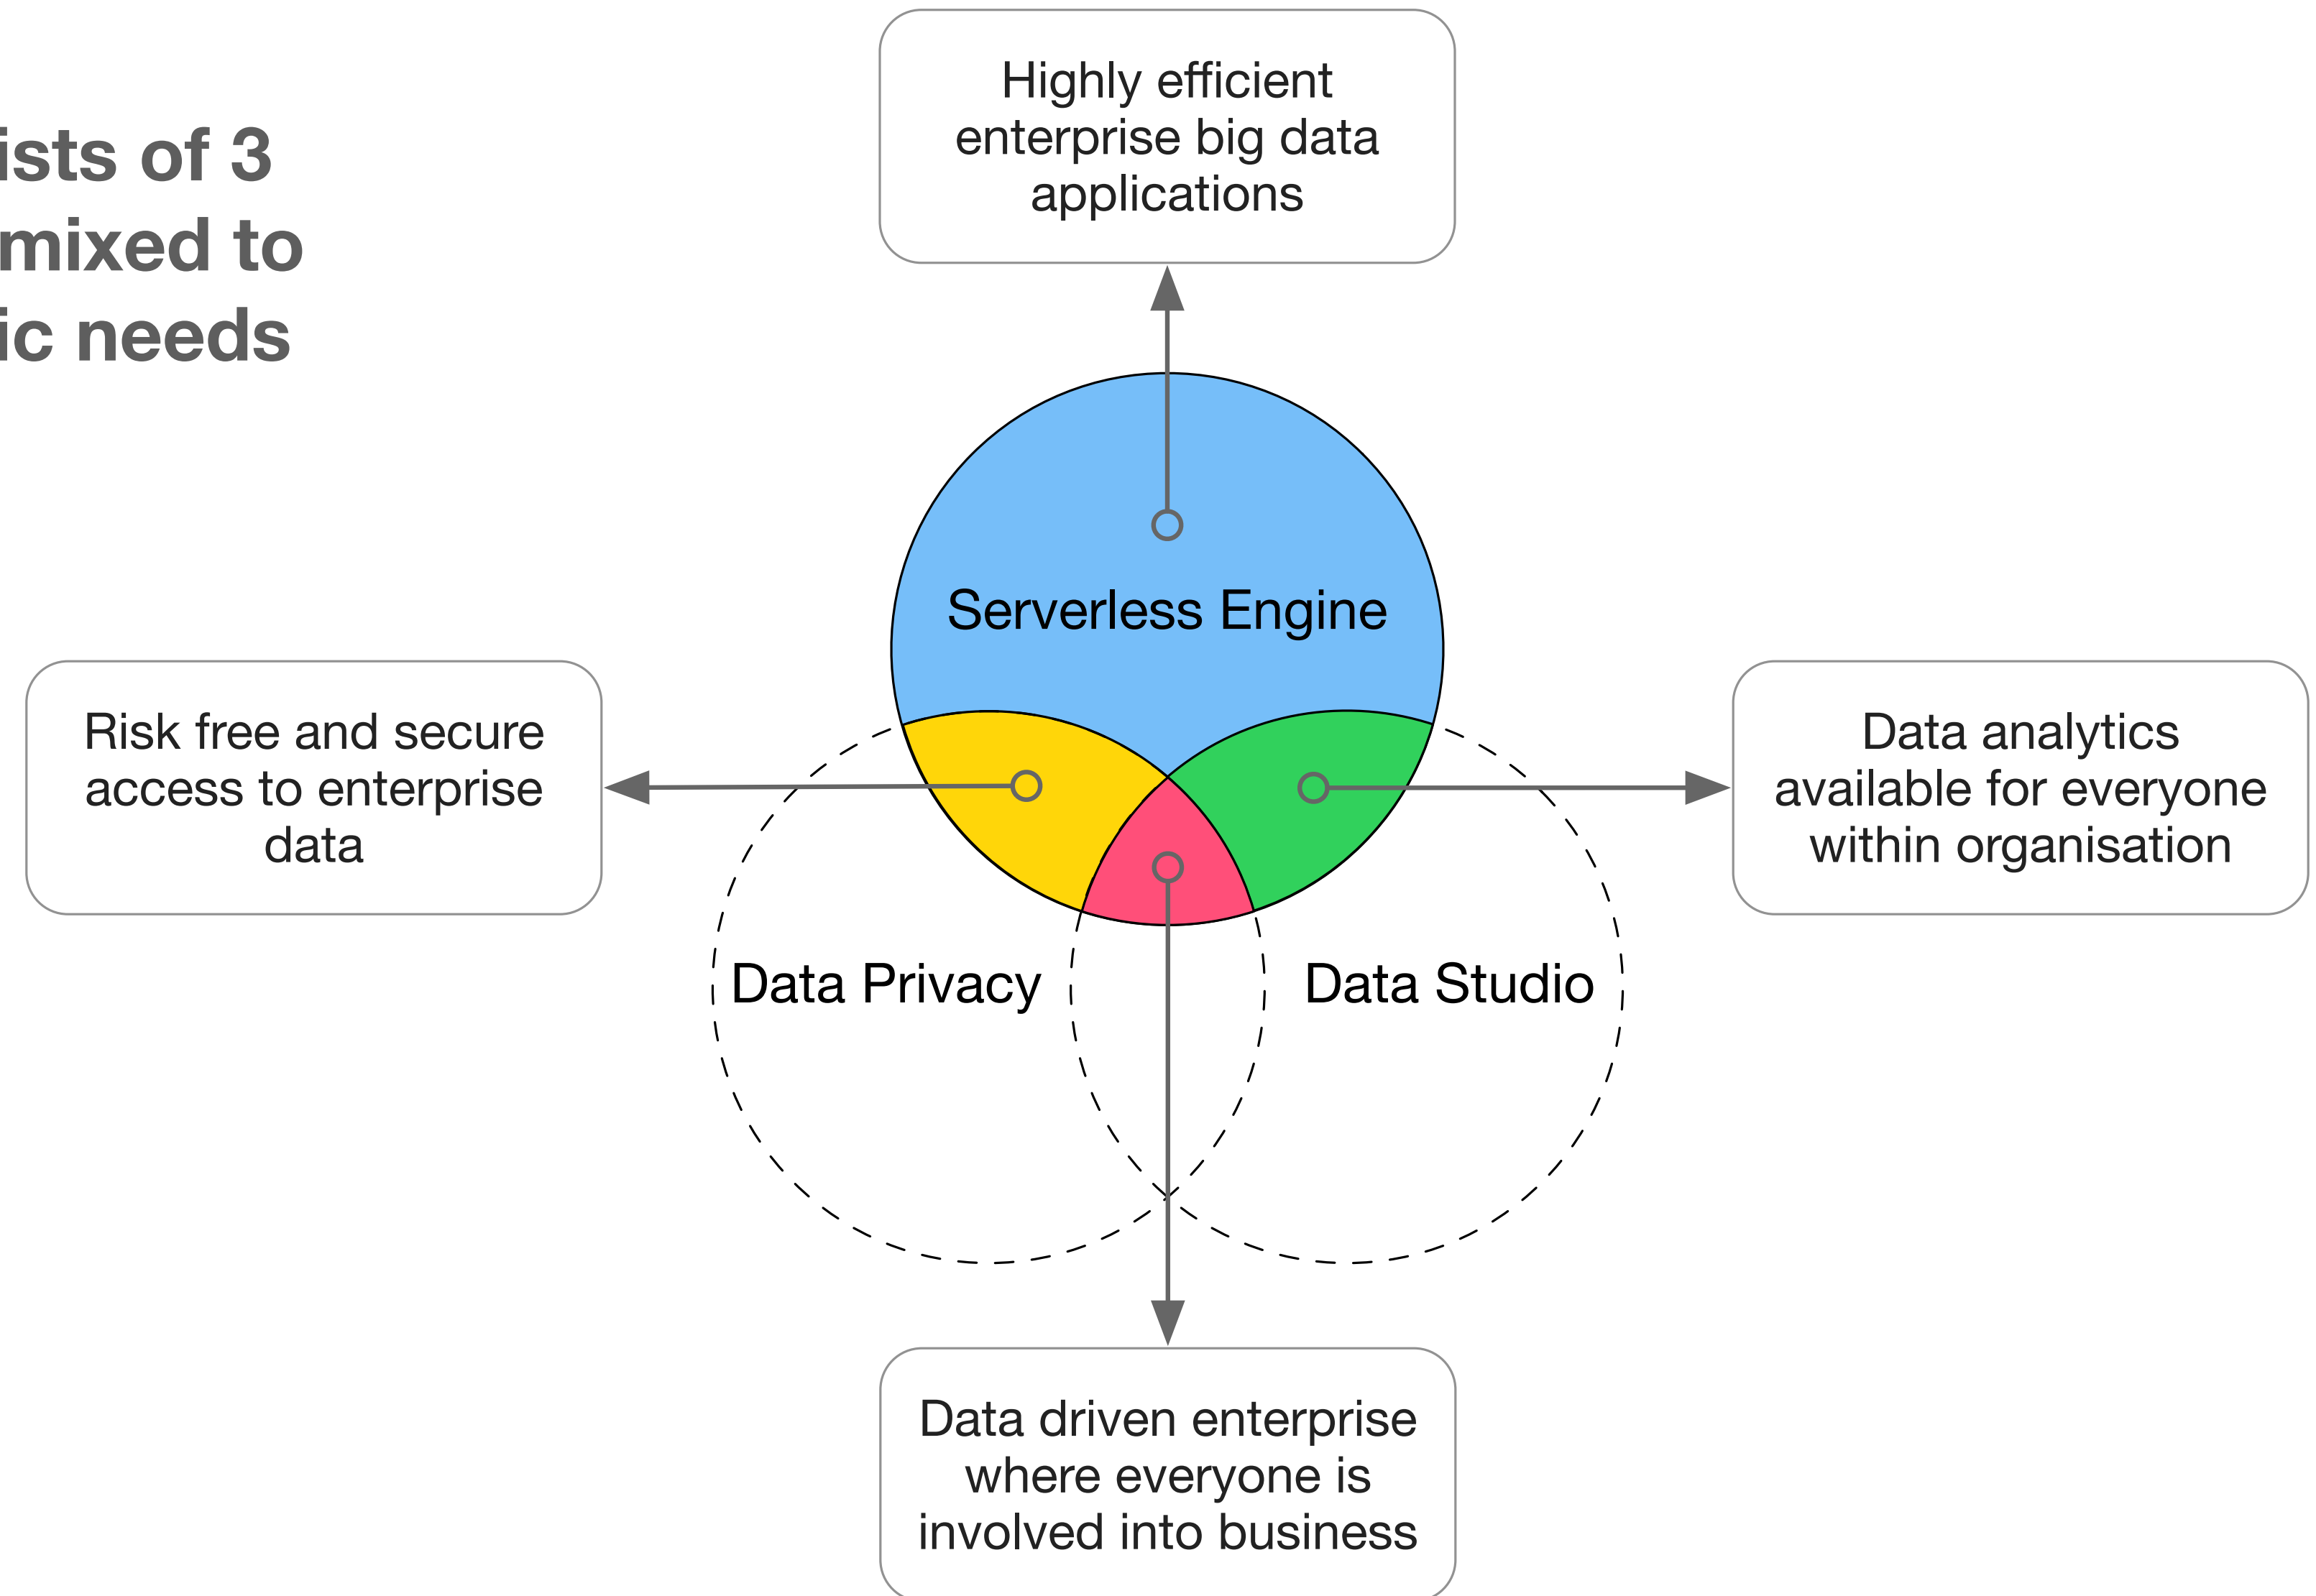 ists of 3
mixed to
ic needs
Highly efficient
enterprise big data
applications
Serverless Engine
Risk free and secure
access to enterprise
data
Data analytics
available for everyone
within organisation
Data Privacy
Data Studio
Data driven enterprise
where everyone is
involved into business